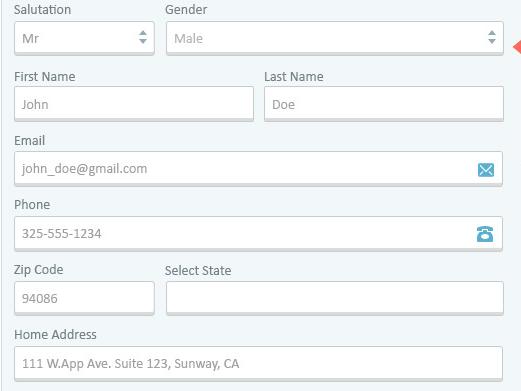 Salutation Gender
Mr Male
First Name Last Name
John Doe
Email
john_doe@gmail.com
Phone
325-555-1234
Zip Code Select State
94086
Home Address
111 W.App Ave. Suite 123, Sunway, CA